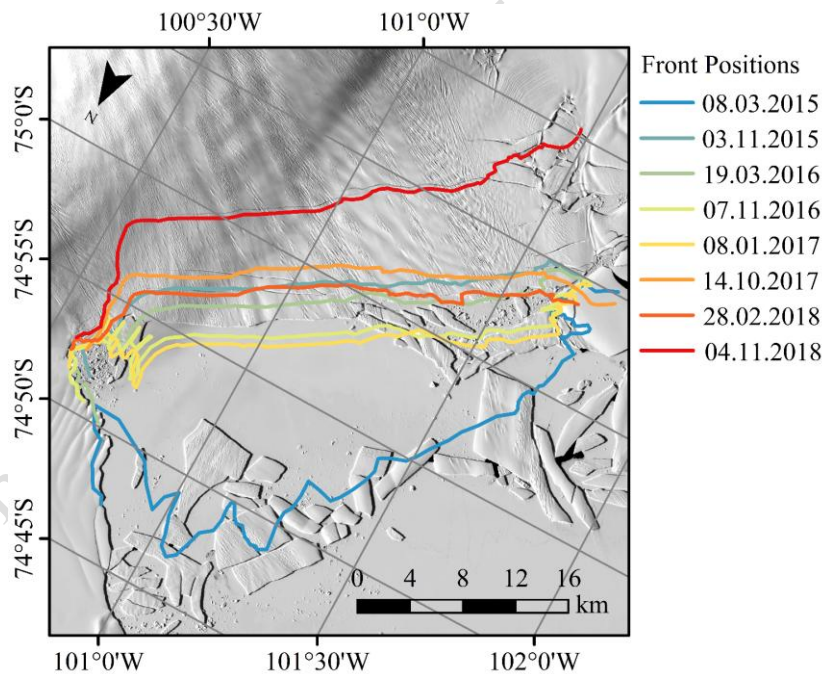 100°30'W 101°0'W
N
75°0'S
74°55'S
74°50'S
74°45'S
0 4 8 12 16
km
101°0'W 101°30'W 102°0'W
Front Positions
08.03.2015
03.11.2015
19.03.2016
07.11.2016
08.01.2017
14.10.2017
28.02.2018
04.11.2018